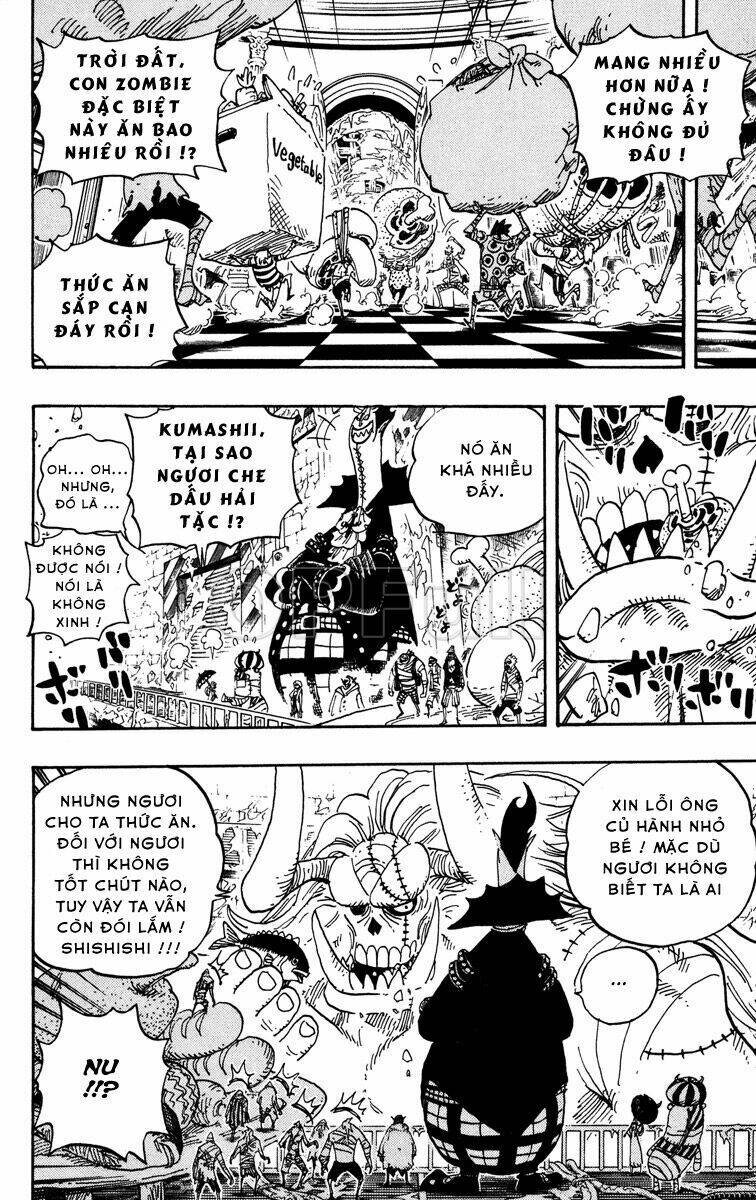 TRỜI ĐẤT,
CON ZOMBIE
ĐẶC BIỆT
NÀY ĂN BAO
NHIÊU RỒI !?
Vegetable
MANG NHIỀU
HƠN NỮA !
CHỪNG ẤY
KHÔNG ĐỦ
ĐÂU !
THỨC ĂN
SẮP CẠN
ĐÁY RỒI !
OH... OH...
NHƯNG,
ĐÓ LÀ ...
KHÔNG
ĐƯỢC NÓI !
NÓI LÀ
KHÔNG
XINH !
KUMASHII,
TẠI SAO
NGƯƠI CHE
DẤU HẢI
TẶC !?
NÓ ĂN
KHÁ NHIỀU
ĐẤY.
NHƯNG NGƯƠI
CHO TA THỨC ĂN.
ĐỐI VỚI NGƯƠI
THÌ KHÔNG
TỐT CHÚT NÀO,
TUY VẬY TA VẪN
CÒN ĐÓI LẮM !
SHISHISHI !!!
XIN LỖI ÔNG
CỦ HÀNH NHỎ
BÉ ! MẶC DÙ
NGƯƠI KHÔNG
BIẾT TA LÀ AI
...
NU
!!?